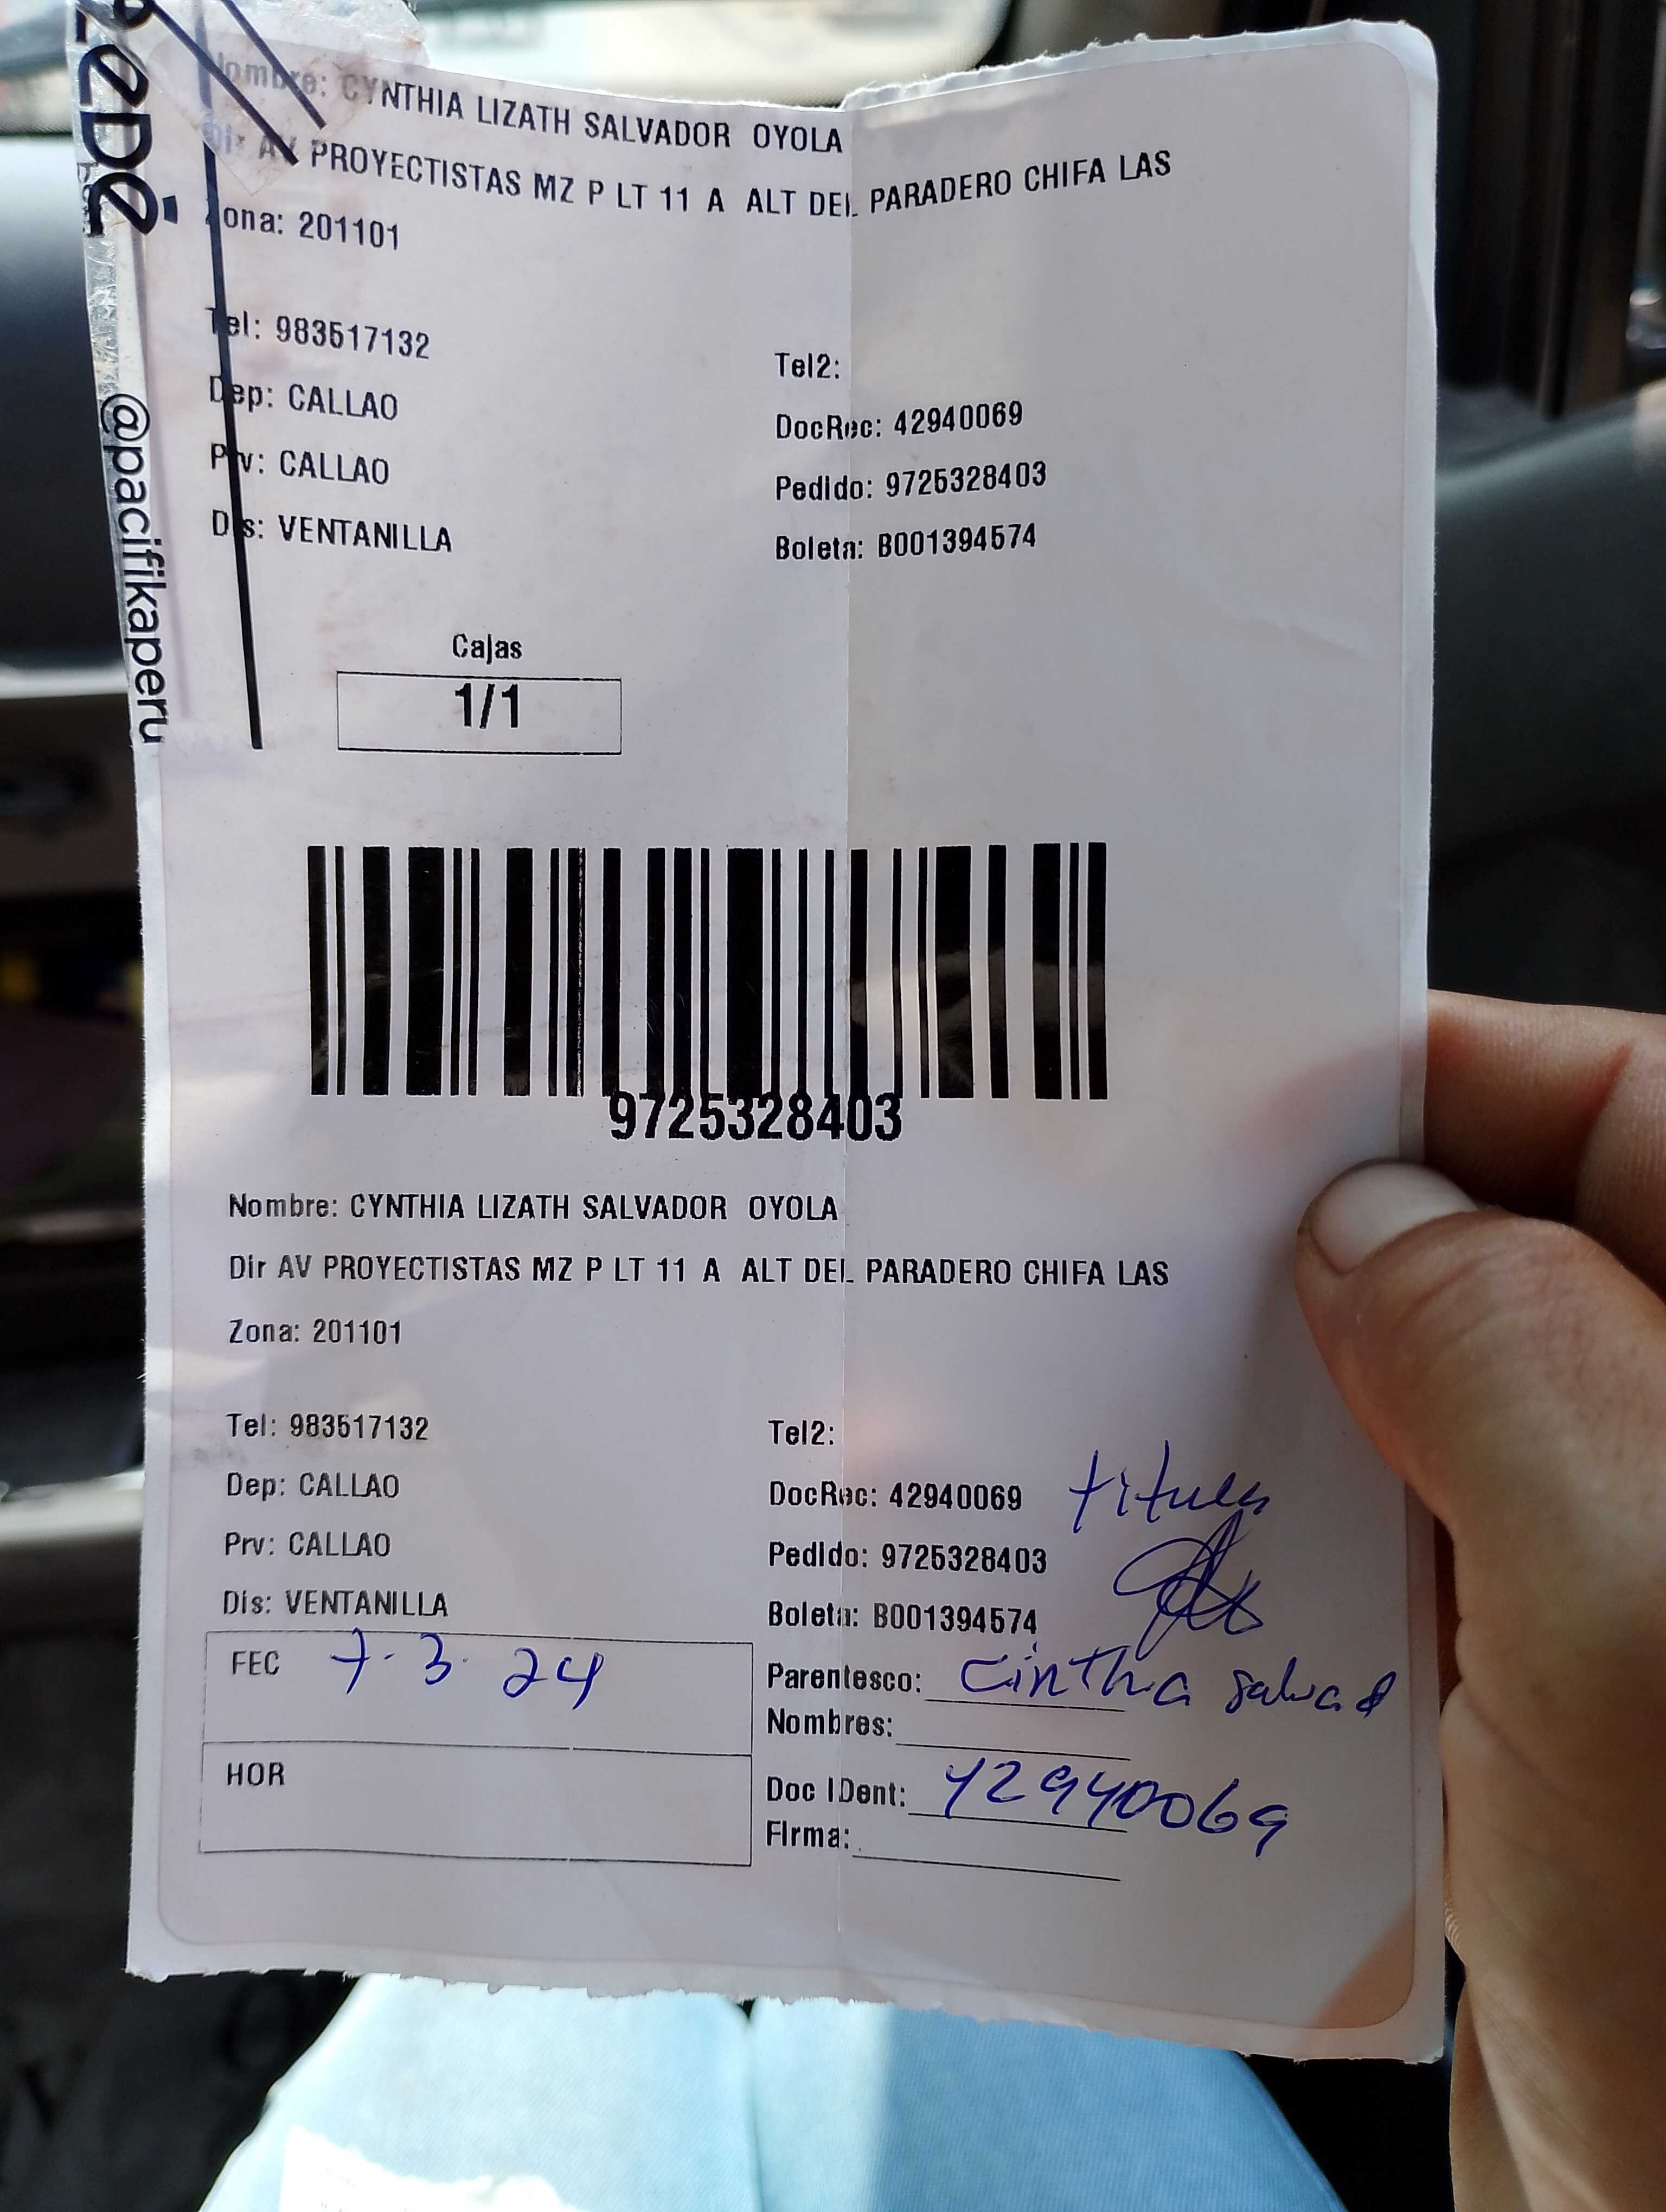 @pacifikaperu
Nombre: CYNTHIA LIZATH SALVADOR OYOLA
Dir AV PROYECTISTAS MZ P LT 11 A ALT DEL PARADERO CHIFA LAS
Zona: 201101
Tel: 983517132
Tel2:
Dep: CALLAO
DocRec: 42940069
Prv: CALLAO
Pedido: 9725328403
Dis: VENTANILLA
Boleta: B001394574
Cajas
1/1
9725328403
Nombre: CYNTHIA LIZATH SALVADOR OYOLA
Dir AV PROYECTISTAS MZ P LT 11 A ALT DEL PARADERO CHIFA LAS
Zona: 201101
Tel: 983517132
Tel2:
Dep: CALLAO
DocRec: 42940069 titular
Prv: CALLAO
Pedido: 9725328403
Dis: VENTANILLA
Boleta: B001394574
FEC 7-3-24
Parentesco: Cinthia Salvad
Nombres:
HOR
Doc IDent: 42940069
Firma: